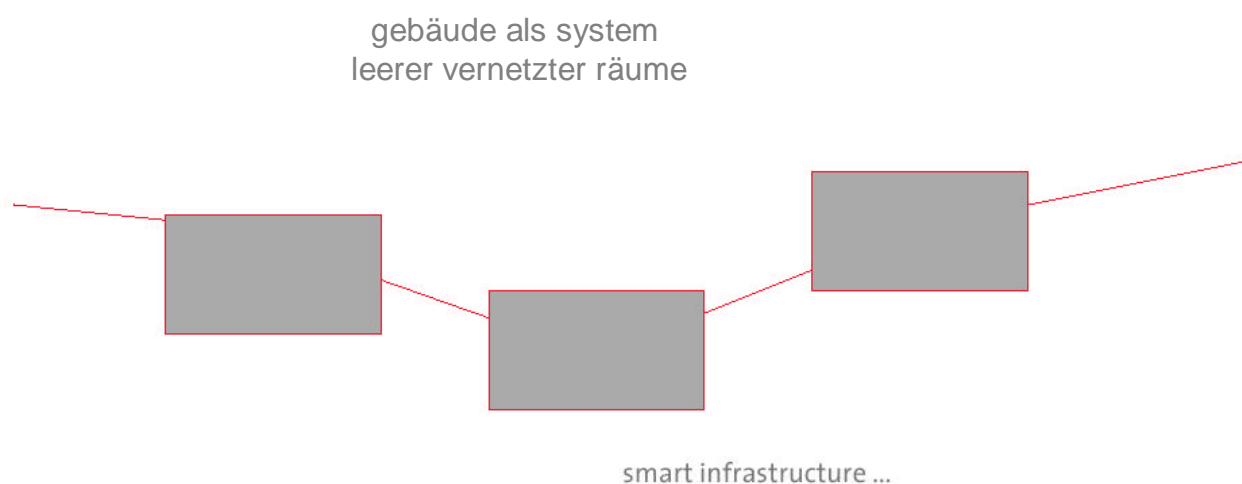 gebäude als system
leerer vernetzter räume
smart infrastructure ...